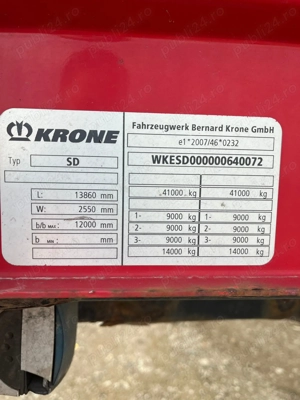 KRONE
Fahrzeugwerk Bernard Krone GmbH
e1*2007/46*0232
Typ SD
WKESD000000640072
L: 13860 mm
W: 2550 mm
b/b MAX: 12000 mm
b MIN: mm
41000 kg 41000 kg
1- 9000 kg 1- 9000 kg
2- 9000 kg 2- 9000 kg
3- 9000 kg 3- 9000 kg
14000 kg 14000 kg